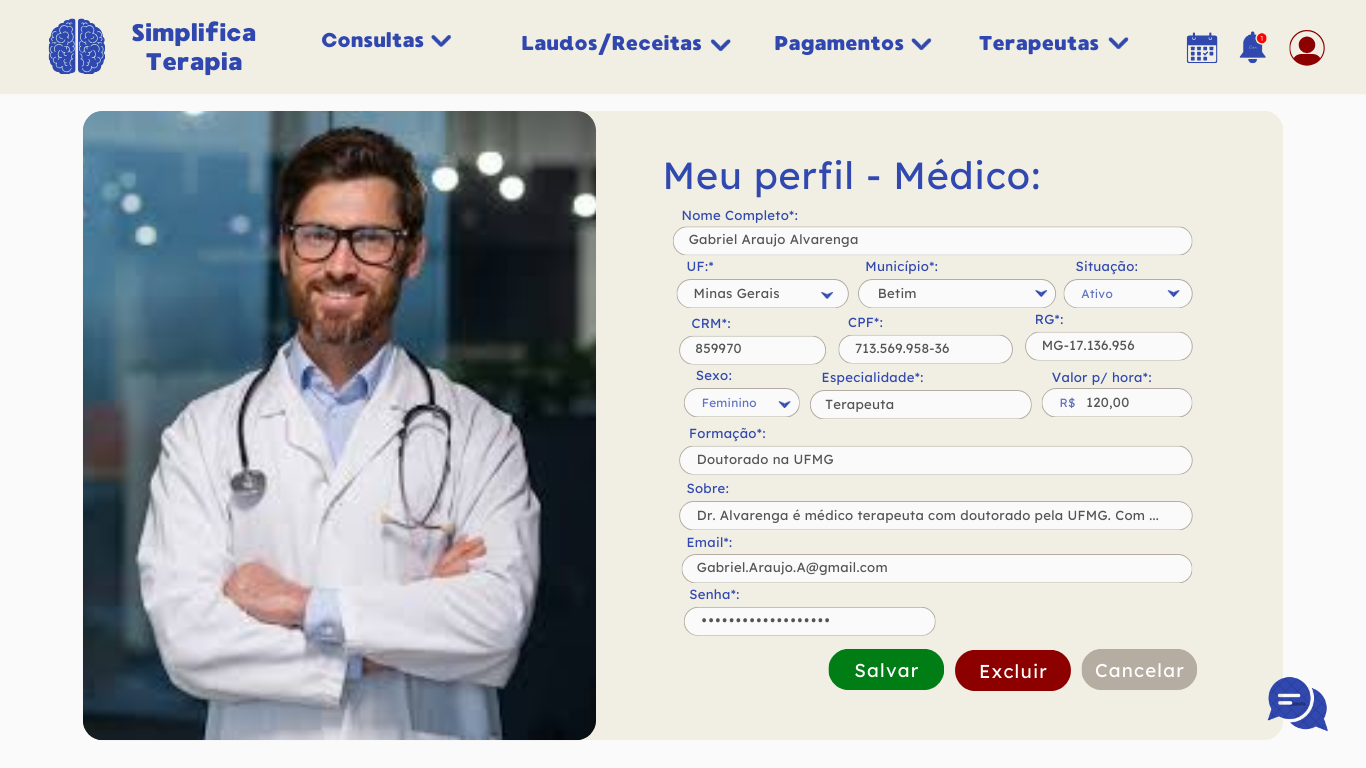 Simplifica
Terapia
Consultas
Laudos/Receitas
Pagamentos
Terapeutas
1
Meu perfil - Médico:
Nome Completo*:
Gabriel Araujo Alvarenga
UF:* Município*: Situação:
Minas Gerais Betim Ativo
CRM*: CPF*: RG*:
859970 713.569.958-36 MG-17.136.956
Sexo: Especialidade*: Valor p/ hora*:
Feminino Terapeuta R$ 120,00
Formação*:
Doutorado na UFMG
Sobre:
Dr. Alvarenga é médico terapeuta com doutorado pela UFMG. Com ...
Email*:
Gabriel.Araujo.A@gmail.com
Senha*:
•••••••••••••••••••
Salvar Excluir Cancelar